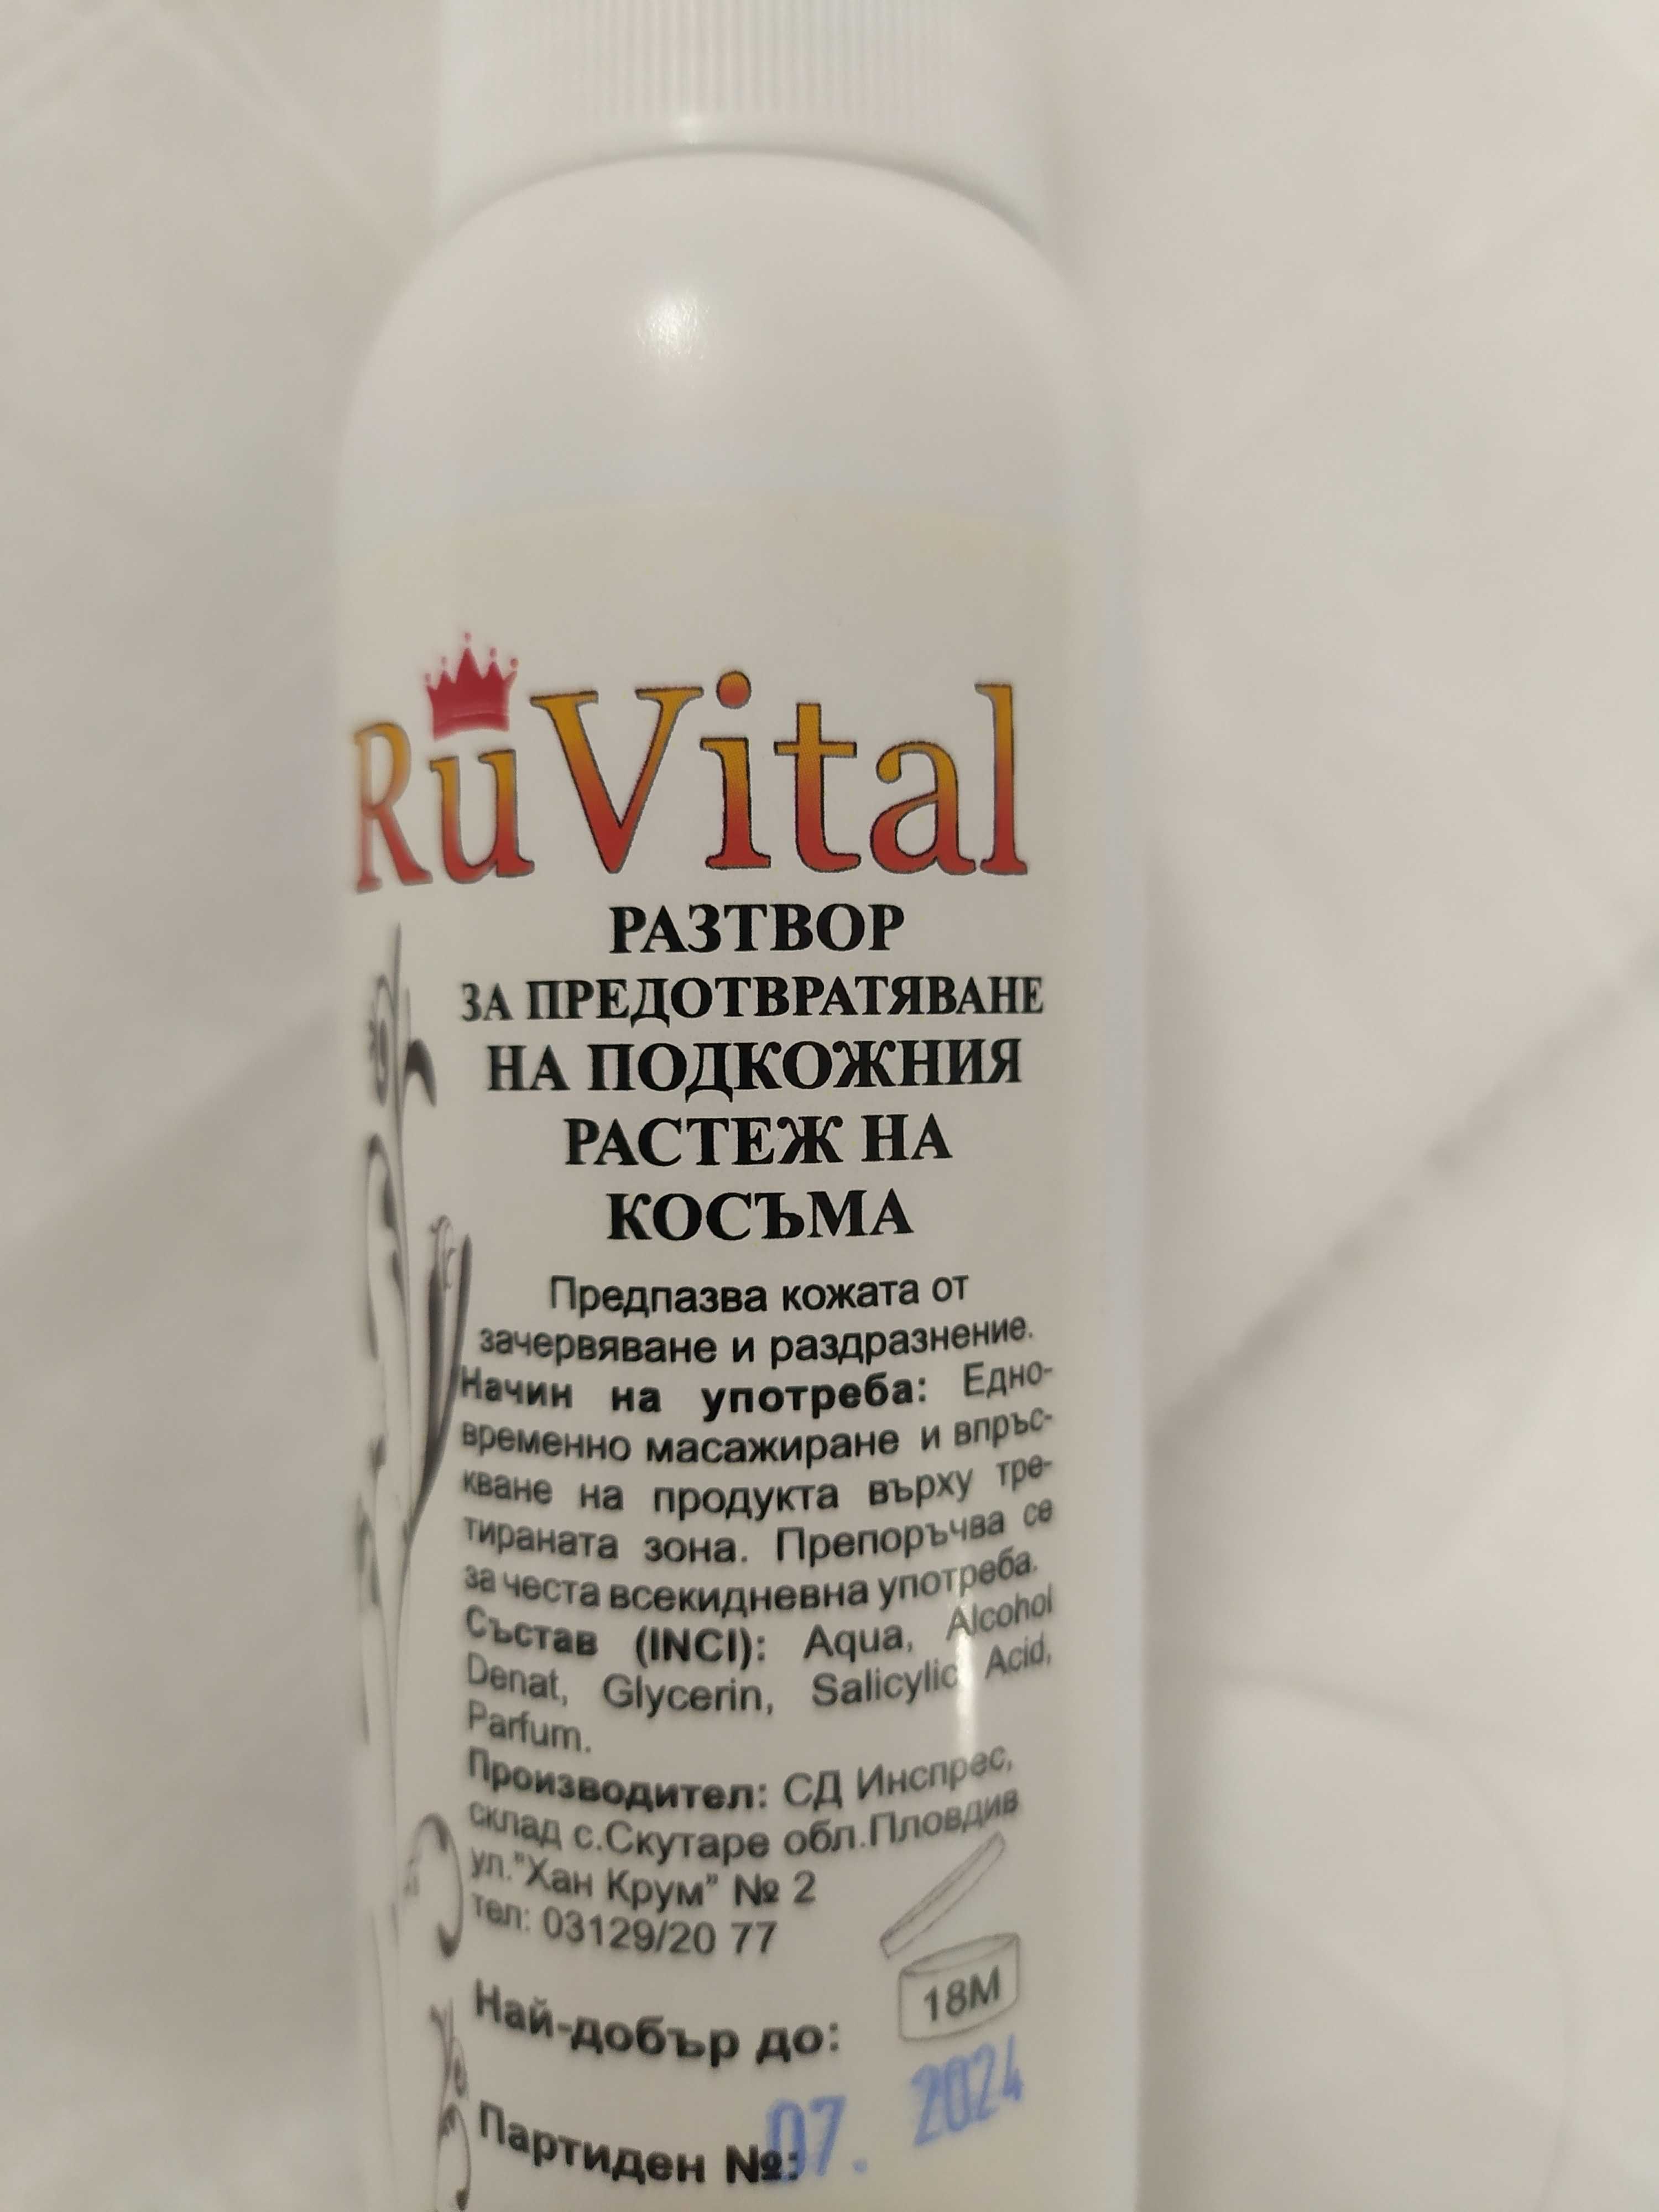 RuVital
РАЗТВОР
ЗА ПРЕДОТВРАТЯВАНЕ
НА ПОДКОЖНИЯ
РАСТЕЖ НА
КОСЪМА
Предпазва кожата от
зачервяване и раздразнение.
Начин на употреба: Едно-
временно масажиране и впръс-
кване на продукта върху тре-
тираната зона. Препоръчва се
за честа всекидневна употреба.
Състав (INCI): Aqua, Alcohol
Denat, Glycerin, Salicylic Acid,
Parfum.
Производител: СД Инспрес,
склад с.Скутаре обл.Пловдив
ул."Хан Крум" № 2
тел: 03129/20 77
18M
Най-добър до:
07. 2024
Партиден №: